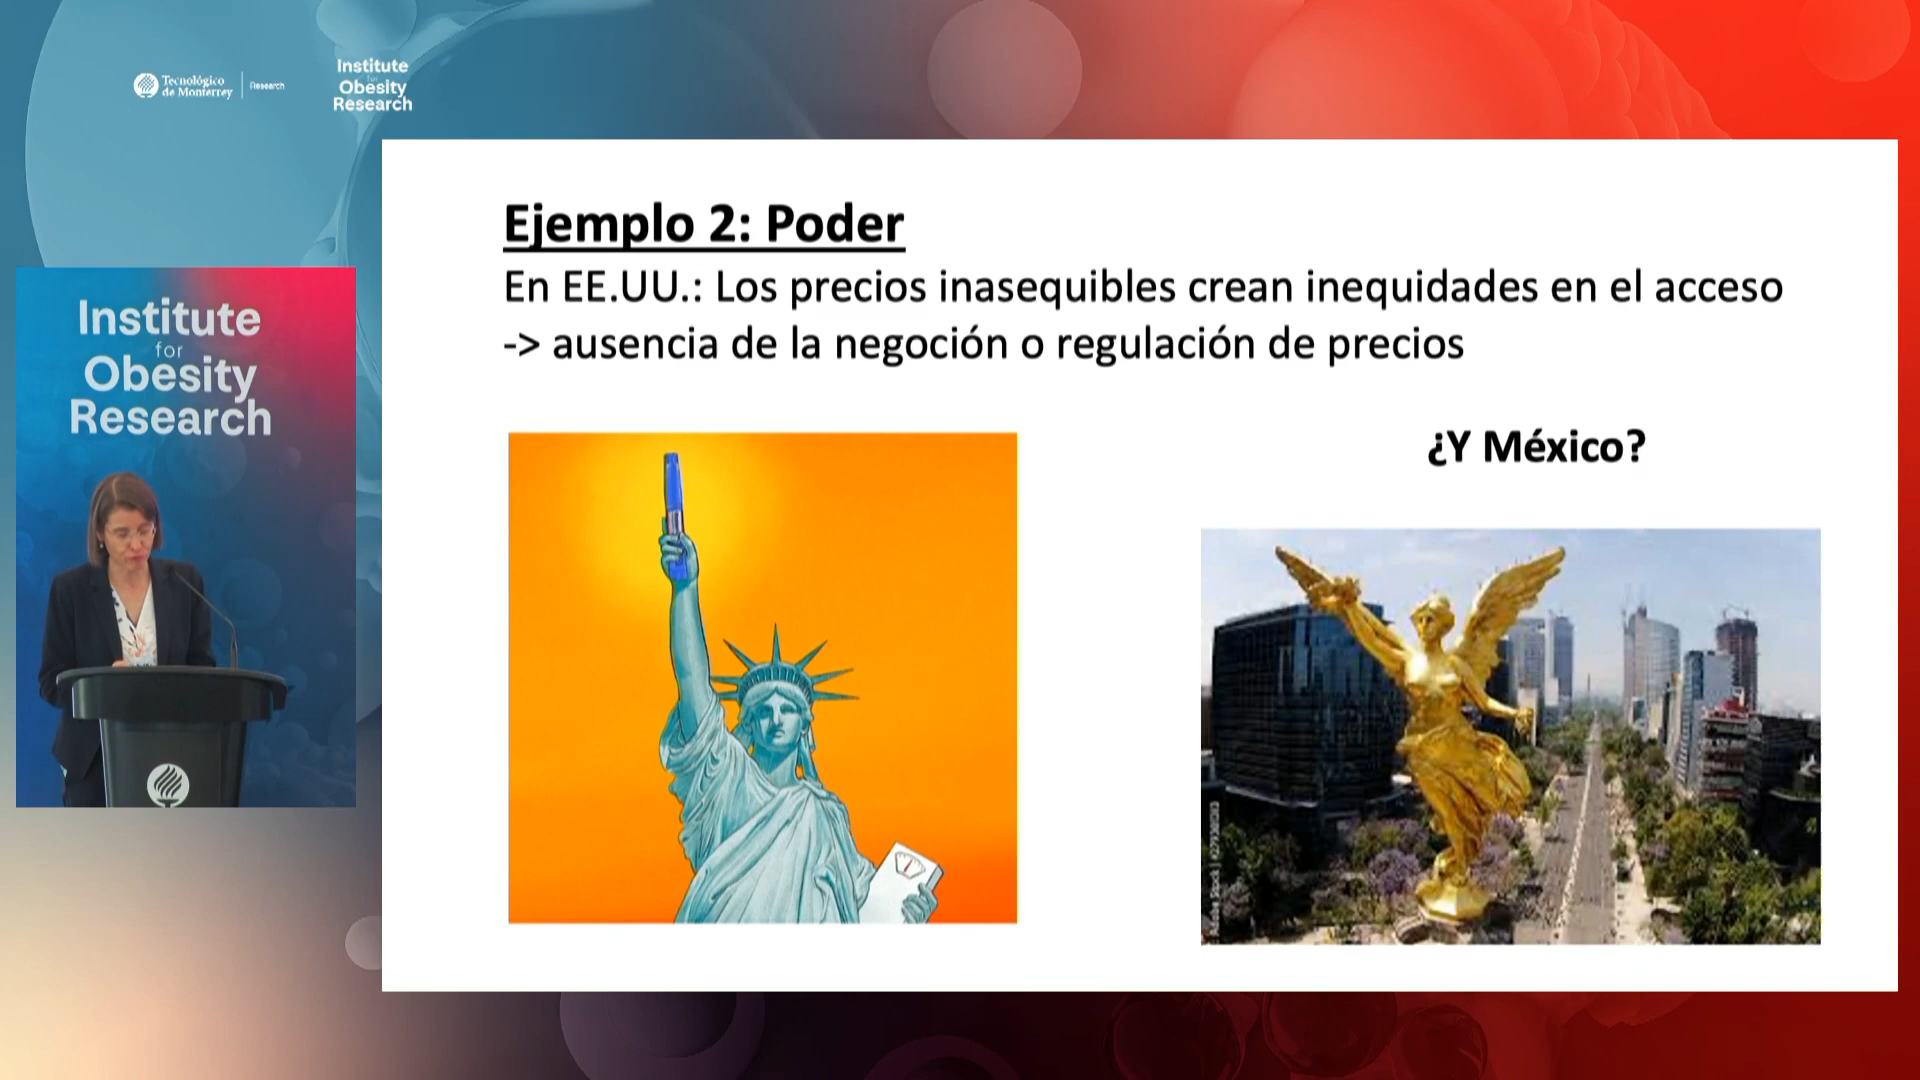 Tecnológico
de Monterrey
Research
Institute
for
Obesity
Research
Institute
for
Obesity
Research
Ejemplo 2: Poder
En EE.UU.: Los precios inasequibles crean inequidades en el acceso
-> ausencia de la negoción o regulación de precios
¿Y México?